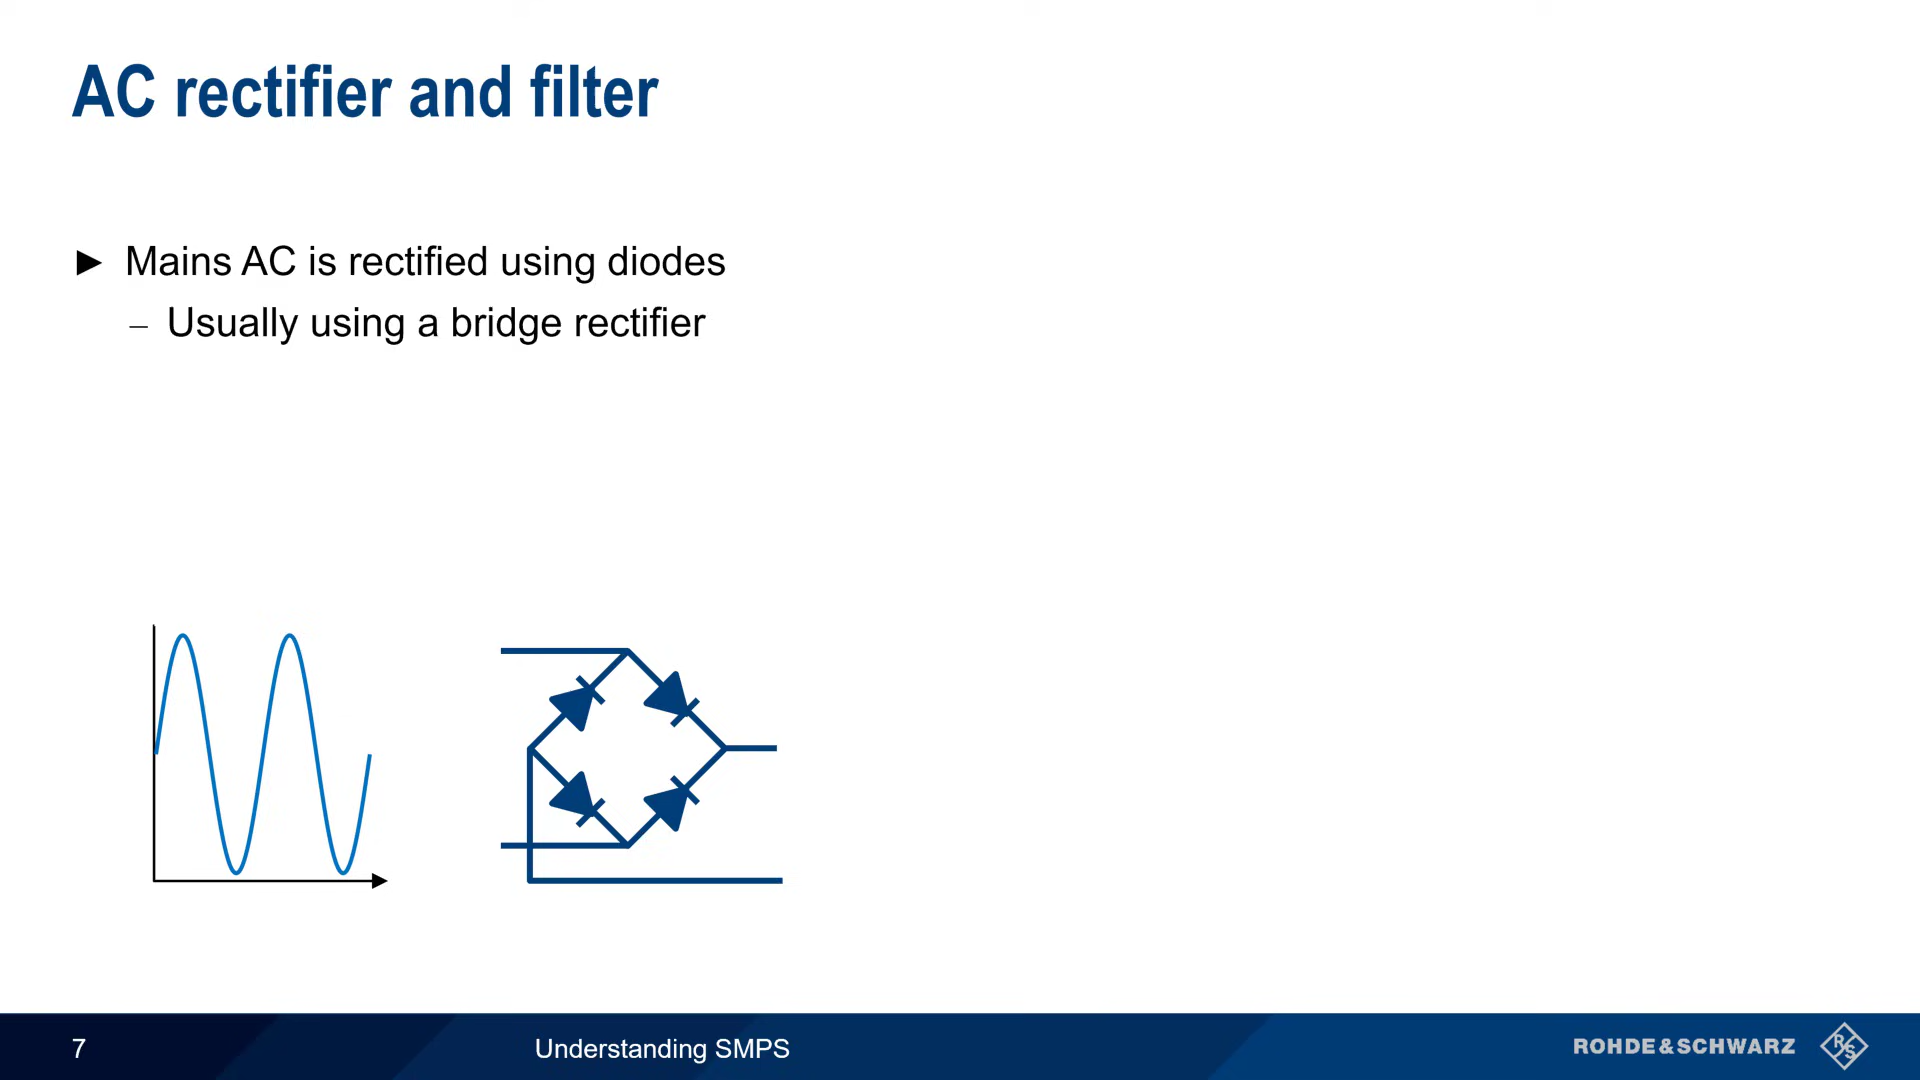 AC rectifier and filter
► Mains AC is rectified using diodes
– Usually using a bridge rectifier
7
Understanding SMPS
ROHDE&SCHWARZ
R&S